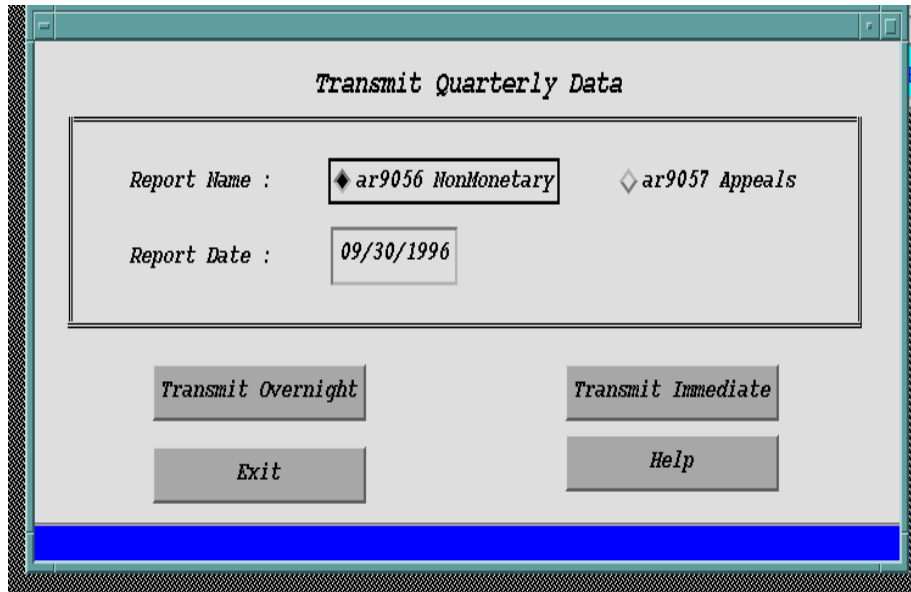 Transmit Quarterly Data
Report Name : ar9056 NonMonetary ar9057 Appeals
Report Date : 09/30/1996
Transmit Overnight Transmit Immediate
Exit Help